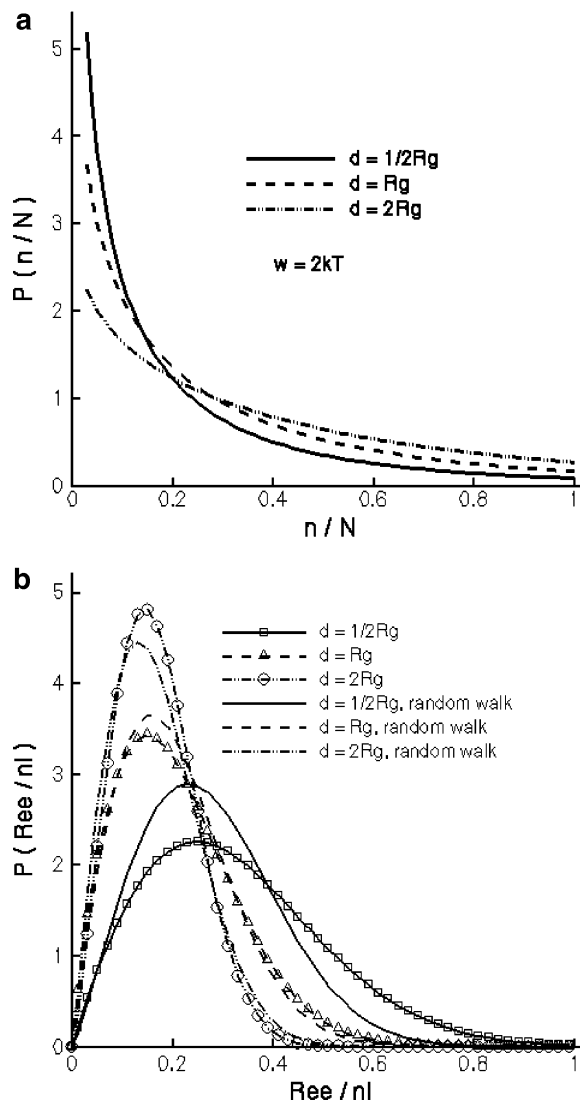 a
5
4
3
2
1
0
P ( n / N )
d = 1/2Rg
d = Rg
d = 2Rg
w = 2kT
0 0.2 0.4 0.6 0.8 1
n / N
b
5
4
3
2
1
0
P ( Ree / nl )
d = 1/2Rg
d = Rg
d = 2Rg
d = 1/2Rg, random walk
d = Rg, random walk
d = 2Rg, random walk
0 0.2 0.4 0.6 0.8 1
Ree / nl